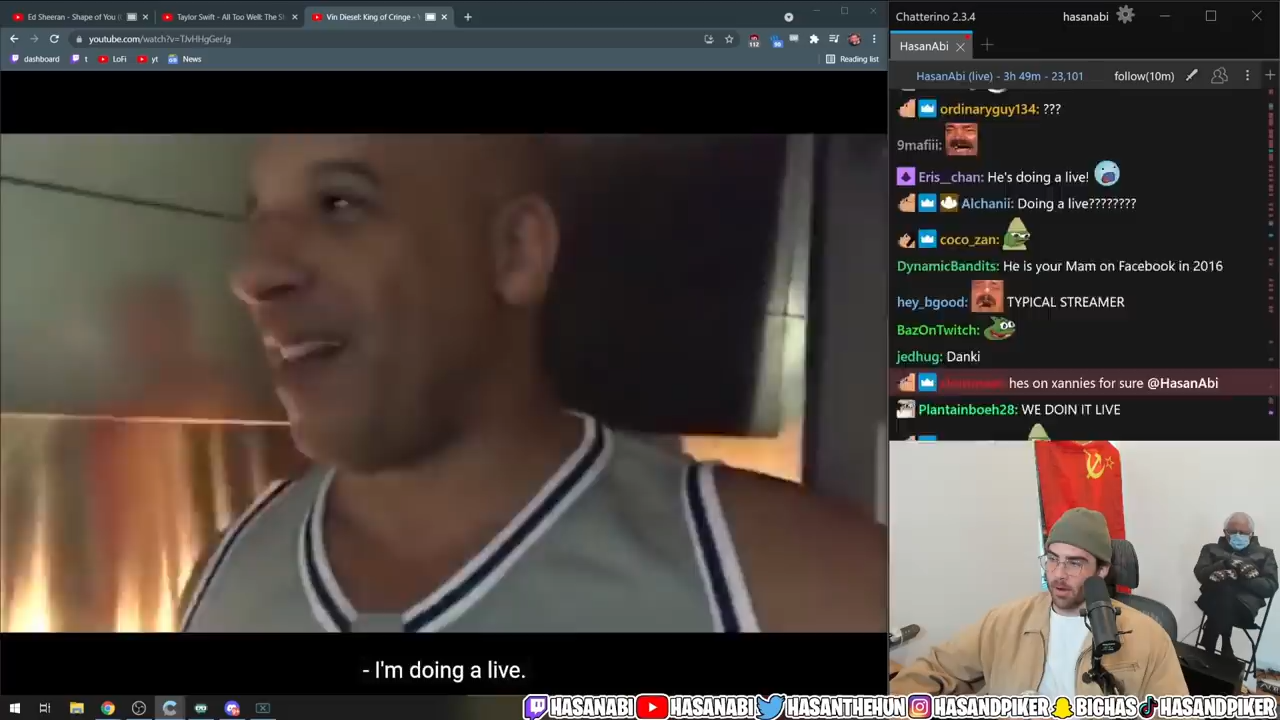 Ed Sheeran - Shape of You (
Taylor Swift - All Too Well: The S
Vin Diesel: King of Cringe -
youtube.com/watch?v=TJvHHgGerJg
112
98
dashboard
t
LoFi
yt
News
Reading list
- I'm doing a live.
Chatterino 2.3.4
hasanabi
HasanAbi
HasanAbi (live) - 3h 49m - 23,101
follow(10m)
ordinaryguy134: ???
9mafiii:
Eris__chan: He's doing a live!
Alchanii: Doing a live????????
coco_zan:
DynamicBandits: He is your Mam on Facebook in 2016
hey_bgood: TYPICAL STREAMER
BazOnTwitch:
jedhug: Danki
hes on xannies for sure @HasanAbi
Plantainboeh28: WE DOIN IT LIVE
HASANABI
HASANABI
HASANTHEHUN
HASANDPIKER
BIGHAS
HASANDPIKER